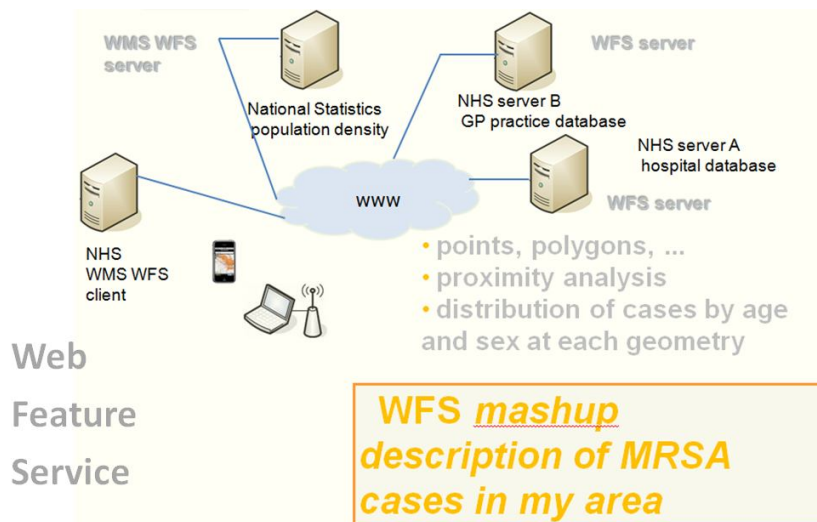 WMS WFS
server
WFS server
National Statistics
population density
NHS server B
GP practice database
NHS server A
hospital database
www
WFS server
NHS
WMS WFS
client
• points, polygons, ...
• proximity analysis
• distribution of cases by age
and sex at each geometry
Web
Feature
Service
WFS mashup
description of MRSA
cases in my area